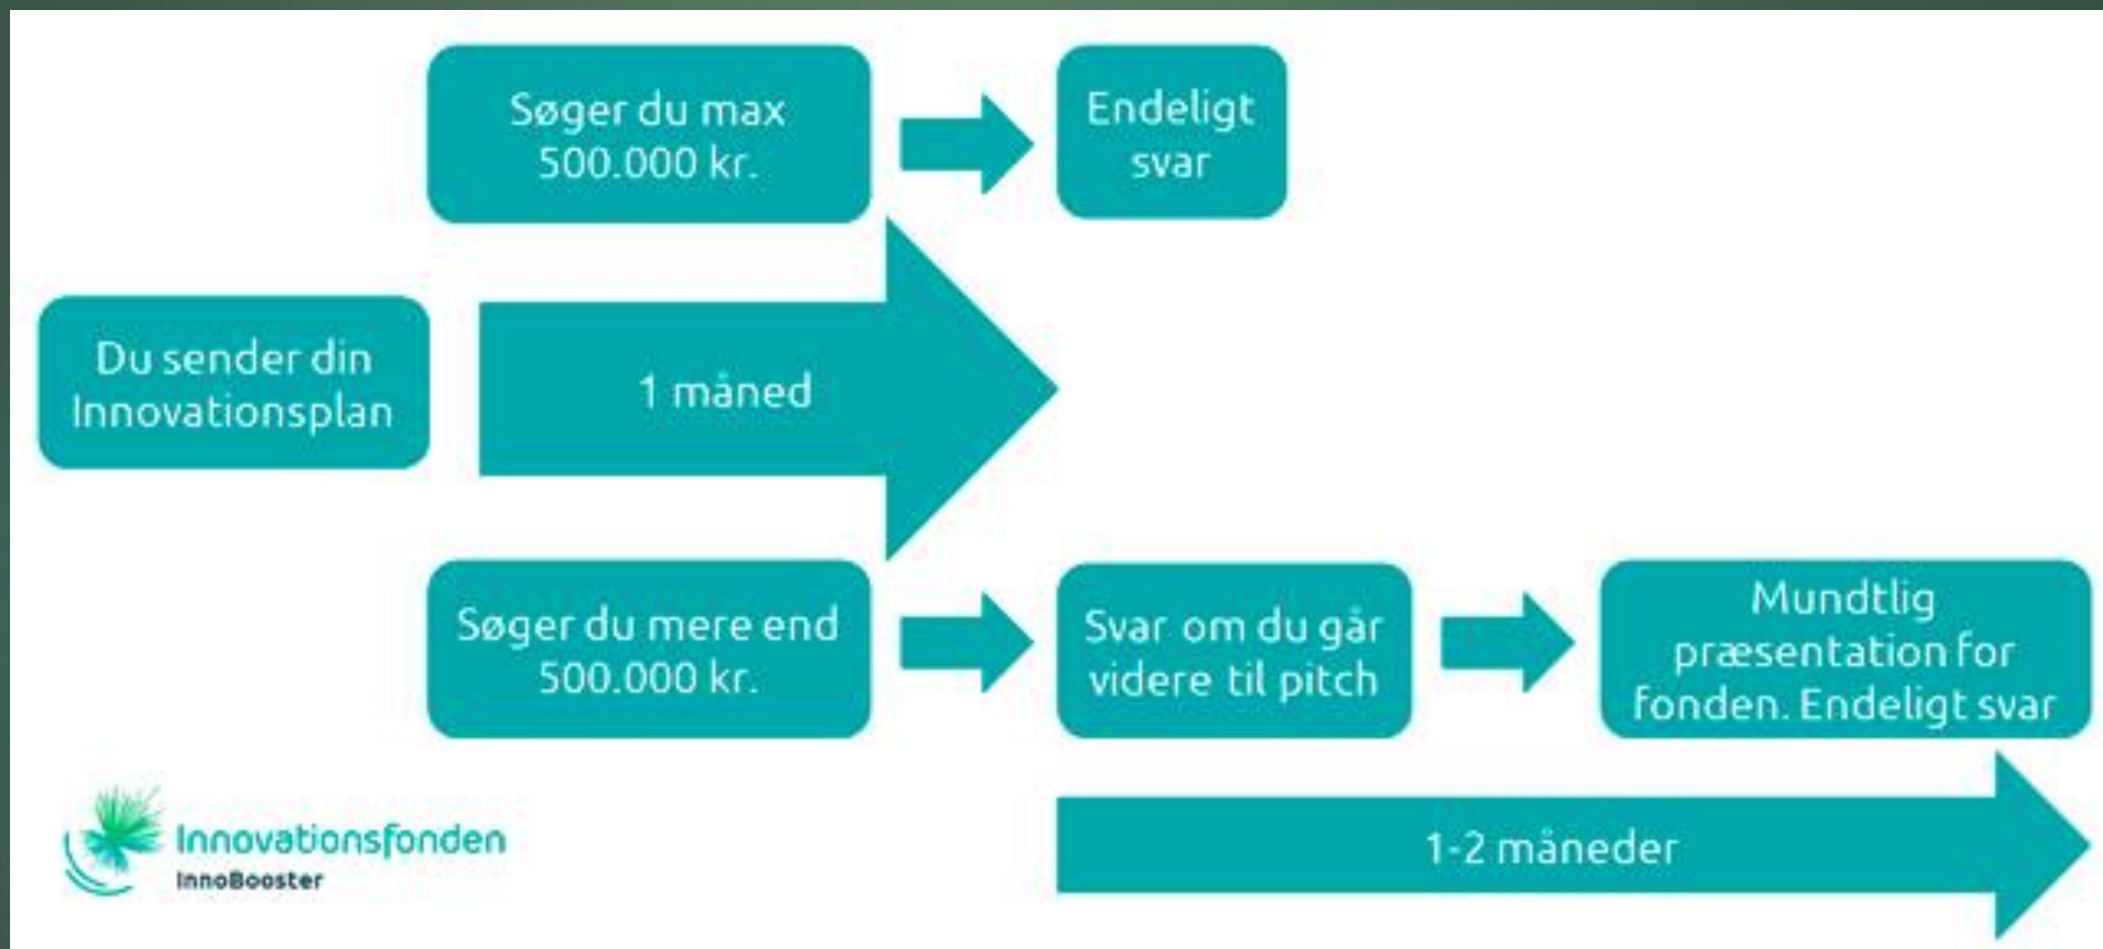 Søger du max
500.000 kr.
Endeligt
svar
Du sender din
Innovationsplan
1 måned
Søger du mere end
500.000 kr.
Svar om du går
videre til pitch
Mundtlig
præsentation for
fonden. Endeligt svar
1-2 måneder
Innovationsfonden
InnoBooster